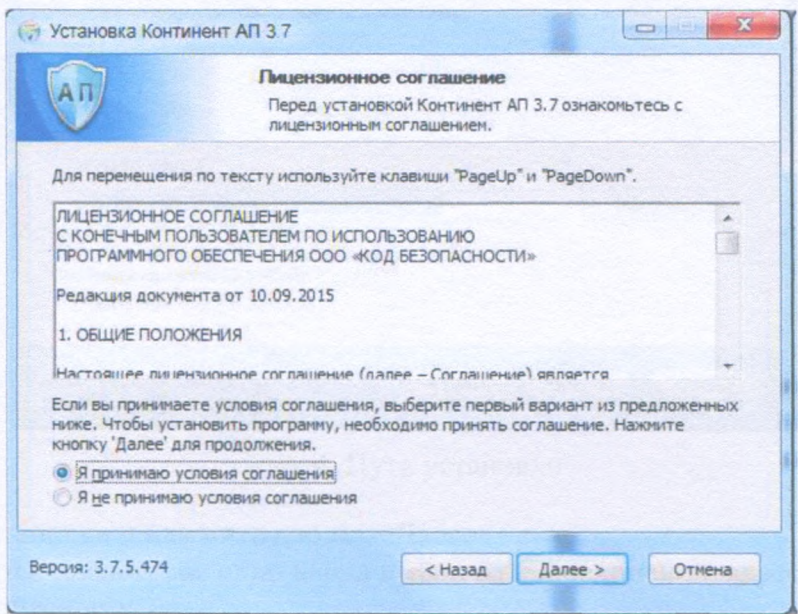 Установка Континент АП 3.7
АП
Лицензионное соглашение
Перед установкой Континент АП 3.7 ознакомьтесь с
лицензионным соглашением.
Для перемещения по тексту используйте клавиши "PageUp" и "PageDown".
ЛИЦЕНЗИОННОЕ СОГЛАШЕНИЕ
С КОНЕЧНЫМ ПОЛЬЗОВАТЕЛЕМ ПО ИСПОЛЬЗОВАНИЮ
ПРОГРАММНОГО ОБЕСПЕЧЕНИЯ ООО «КОД БЕЗОПАСНОСТИ»
Редакция документа от 10.09.2015
1. ОБЩИЕ ПОЛОЖЕНИЯ
Настоящее лицензионное соглашение (далее – Соглашение) является
Если вы принимаете условия соглашения, выберите первый вариант из предложенных
ниже. Чтобы установить программу, необходимо принять соглашение. Нажмите
кнопку 'Далее' для продолжения.
Я принимаю условия соглашения
Я не принимаю условия соглашения
Версия: 3.7.5.474
< Назад
Далее >
Отмена